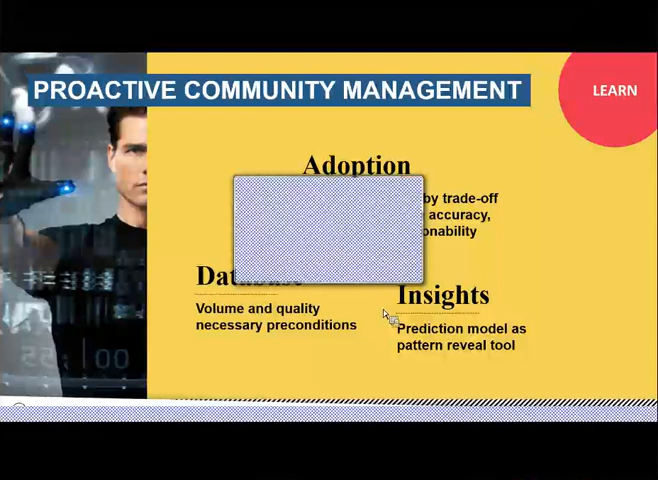 PROACTIVE COMMUNITY MANAGEMENT
LEARN
Adoption
by trade-off
accuracy,
Insights
Volume and quality
necessary preconditions
Prediction model as
pattern reveal tool